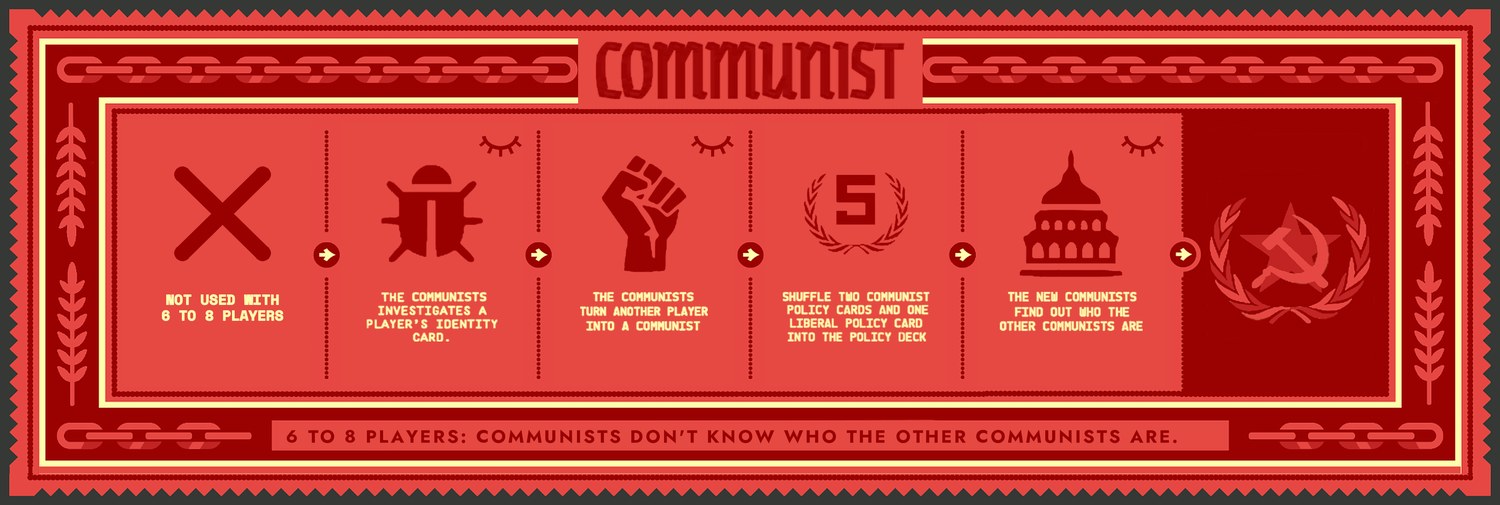 COMMUNIST
NOT USED WITH
6 TO 8 PLAYERS
THE COMMUNISTS
INVESTIGATES A
PLAYER'S IDENTITY
CARD.
THE COMMUNISTS
TURN ANOTHER PLAYER
INTO A COMMUNIST
5
SHUFFLE TWO COMMUNIST
POLICY CARDS AND ONE
LIBERAL POLICY CARD
INTO THE POLICY DECK
THE NEW COMMUNISTS
FIND OUT WHO THE
OTHER COMMUNISTS ARE
6 TO 8 PLAYERS: COMMUNISTS DON'T KNOW WHO THE OTHER COMMUNISTS ARE.